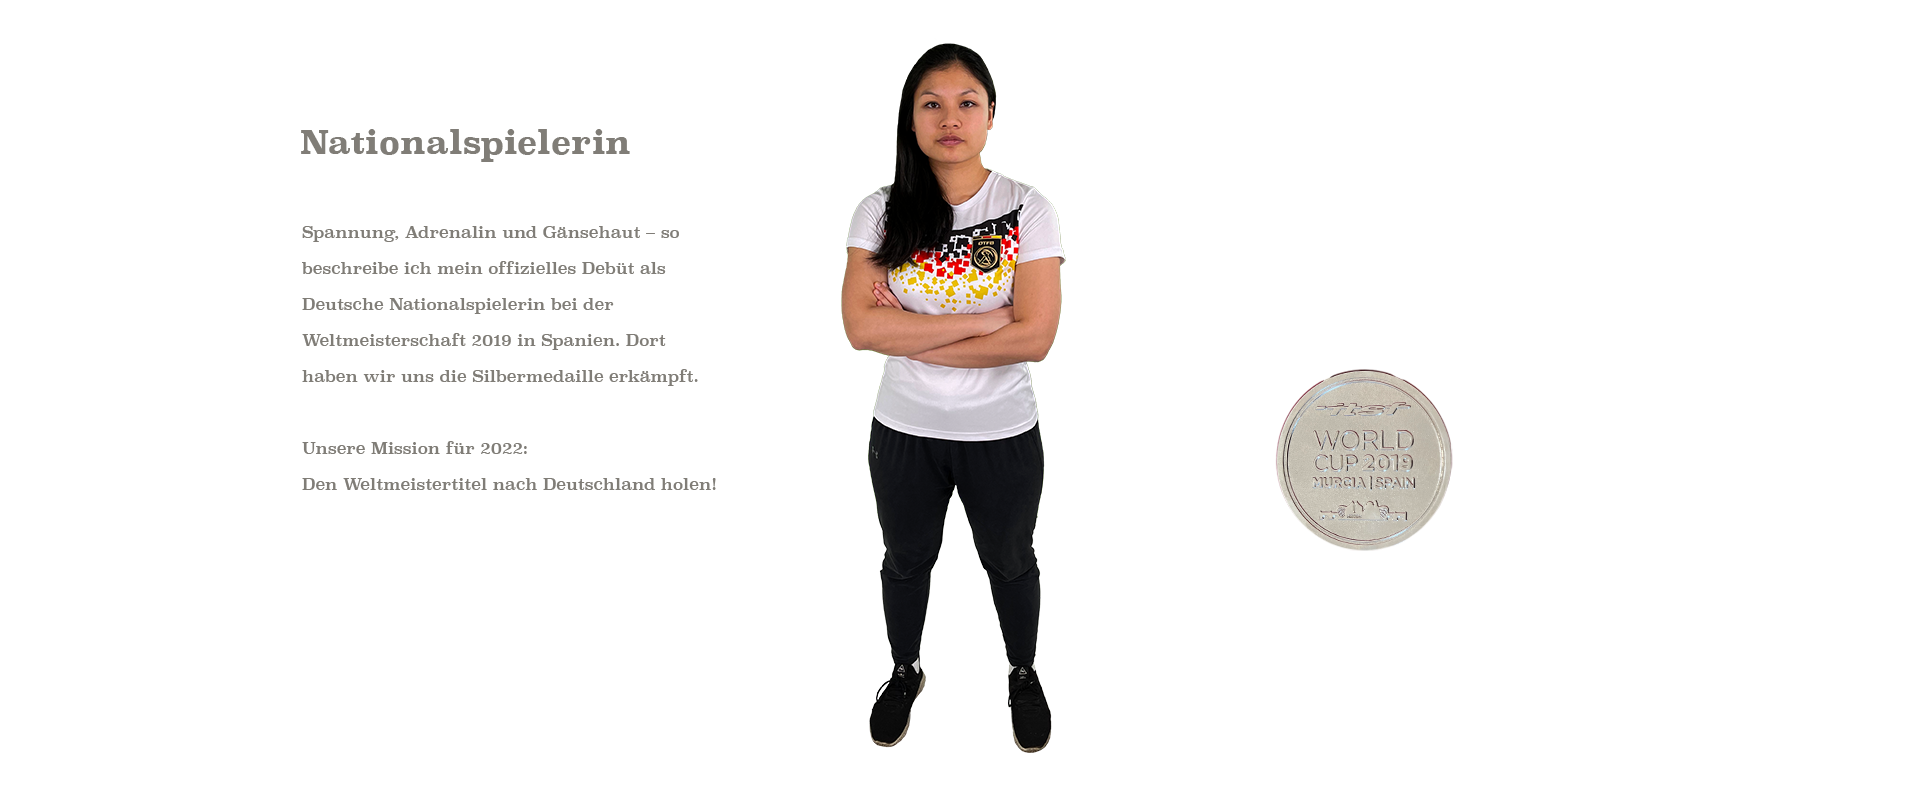 Nationalspielerin
Spannung, Adrenalin und Gänsehaut – so
beschreibe ich mein offizielles Debüt als
Deutsche Nationalspielerin bei der
Weltmeisterschaft 2019 in Spanien. Dort
haben wir uns die Silbermedaille erkämpft.
Unsere Mission für 2022:
Den Weltmeistertitel nach Deutschland holen!
DTFB
itsf
WORLD
CUP 2019
MURCIA | SPAIN